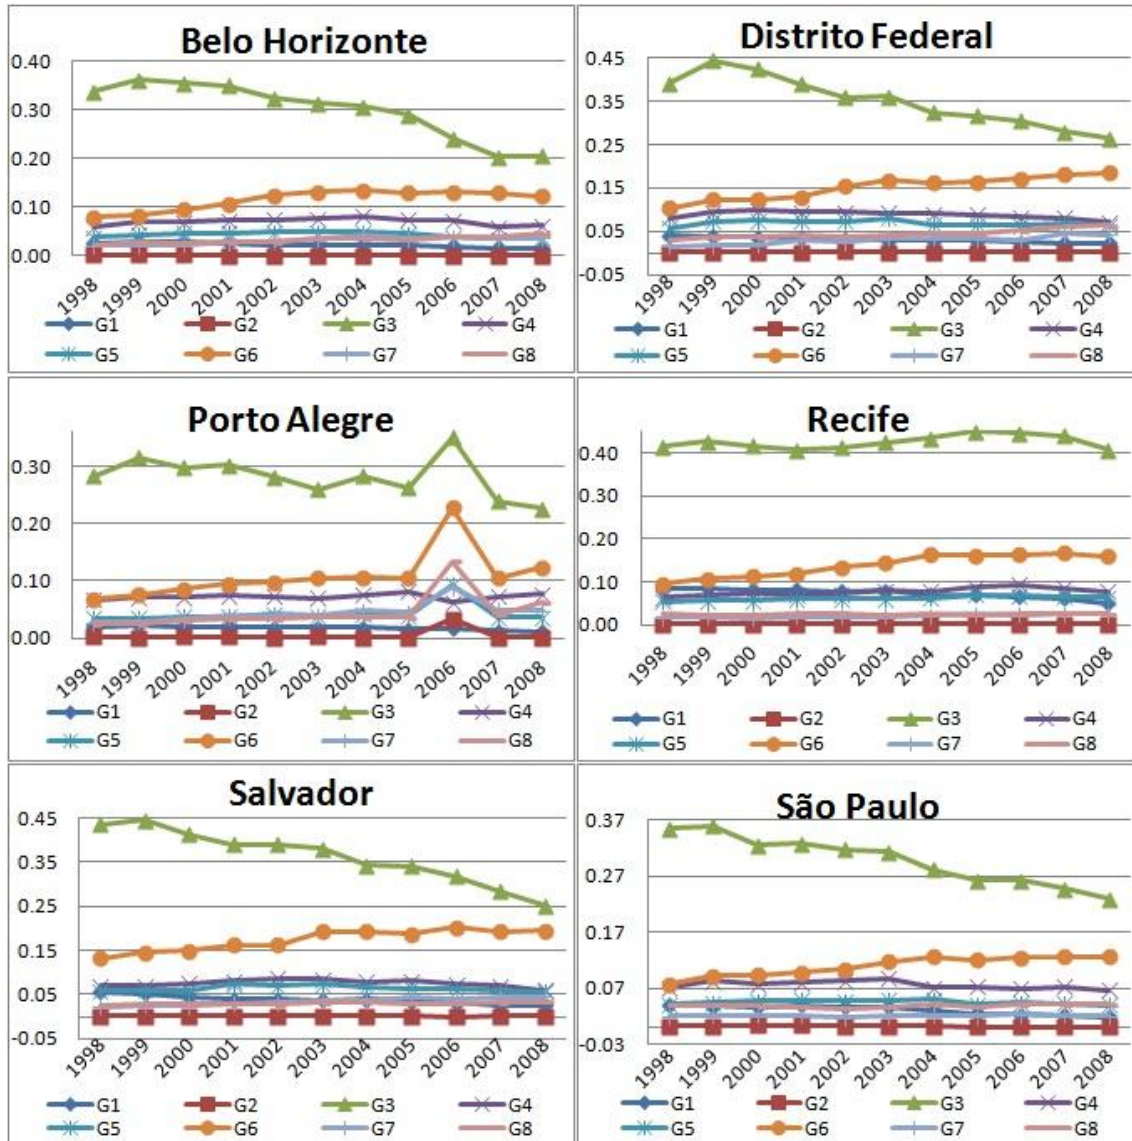 Belo Horizonte
0.40
0.30
0.20
0.10
0.00
1998 1999 2000 2001 2002 2003 2004 2005 2006 2007 2008
G1 G2 G3 G4
G5 G6 G7 G8
Distrito Federal
0.45
0.35
0.25
0.15
0.05
-0.05
1998 1999 2000 2001 2002 2003 2004 2005 2006 2007 2008
G1 G2 G3 G4
G5 G6 G7 G8
Porto Alegre
0.30
0.20
0.10
0.00
1998 1999 2000 2001 2002 2003 2004 2005 2006 2007 2008
G1 G2 G3 G4
G5 G6 G7 G8
Recife
0.40
0.30
0.20
0.10
0.00
1998 1999 2000 2001 2002 2003 2004 2005 2006 2007 2008
G1 G2 G3 G4
G5 G6 G7 G8
Salvador
0.45
0.35
0.25
0.15
0.05
-0.05
1998 1999 2000 2001 2002 2003 2004 2005 2006 2007 2008
G1 G2 G3 G4
G5 G6 G7 G8
São Paulo
0.37
0.27
0.17
0.07
-0.03
1998 1999 2000 2001 2002 2003 2004 2005 2006 2007 2008
G1 G2 G3 G4
G5 G6 G7 G8